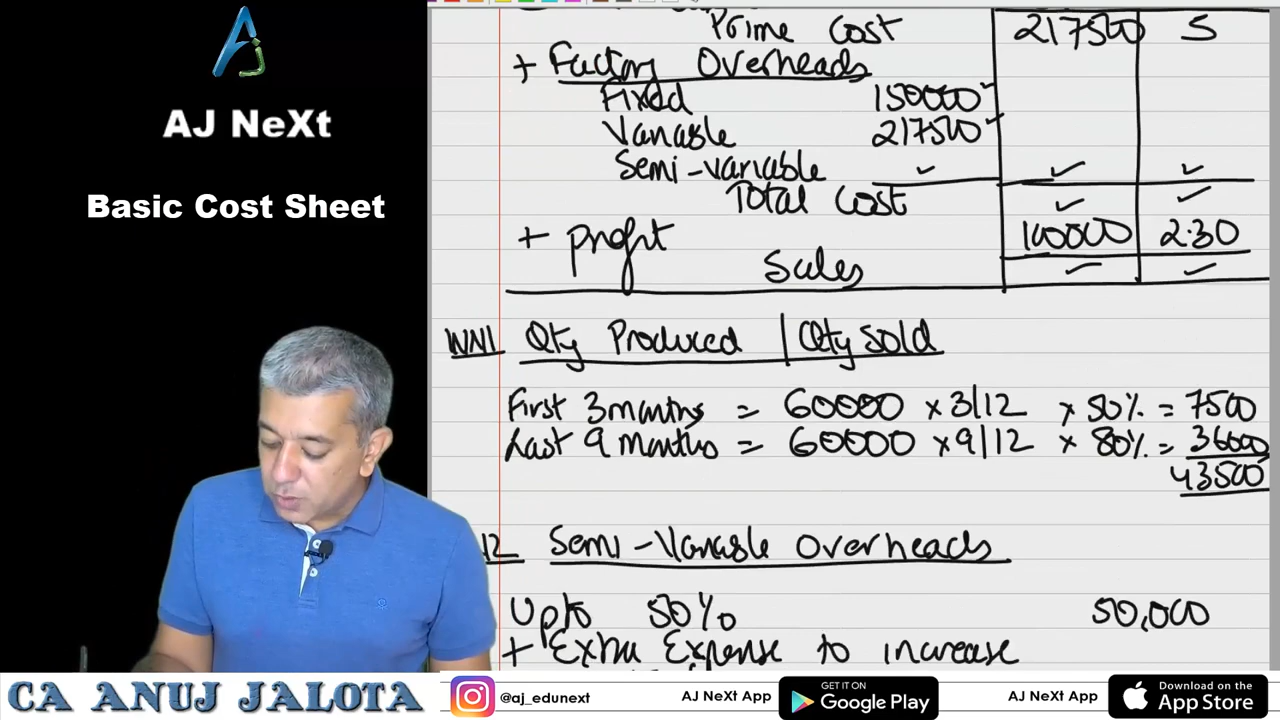 AJ NeXt
Basic Cost Sheet
Prime Cost 217500 5
+ Factory Overheads
Fixed 150000
Variable 217500
Semi-variable
Total Cost
+ Profit 100000 2.30
Sales
WN1 Qty Produced | Qty Sold
First 3 months = 60000 x 3/12 x 50% = 7500
Last 9 months = 60000 x 9/12 x 80% = 36000
43500
2 Semi-Variable Overheads
Upto 50% 50,000
+ Extra Expense to increase
CA ANUJ JALOTA
@aj_edunext
AJ NeXt App
GET IT ON
Google Play
AJ NeXt App
Download on the
App Store